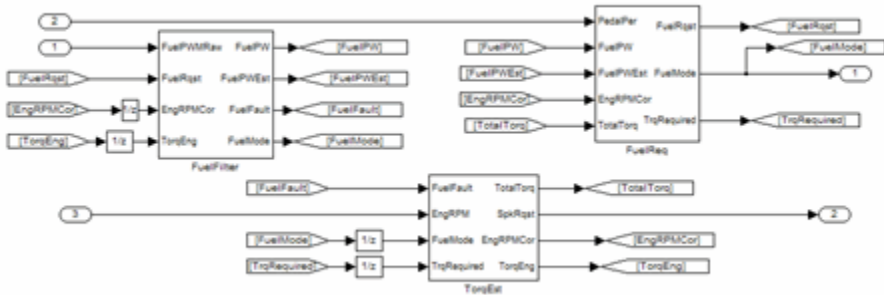 2
PedalPer
FuelRqst
[FuelRqst]
1
FuelPWMRaw
FuelPW
[FuelPW]
[FuelPW]
FuelPW
[FuelMode]
[FuelRqst]
FuelRqst
FuelPWEst
[FuelPWEst]
[FuelPWEst]
FuelPWEst
FuelMode
1
[EngRPMCor]
1/z
EngRPMCor
FuelFault
[FuelFault]
[EngRPMCor]
EngRPMCor
[TorqEng]
1/z
TorqEng
FuelMode
[FuelMode]
[TotalTorq]
TotalTorq
TrqRequired
[TrqRequired]
FuelFilter
FuelReq
[FuelFault]
FuelFault
TotalTorq
[TotalTorq]
3
EngRPM
SpkRqst
2
[FuelMode]
1/z
FuelMode
EngRPMCor
[EngRPMCor]
[TrqRequired]
1/z
TrqRequired
TorqEng
[TorqEng]
TorqEst